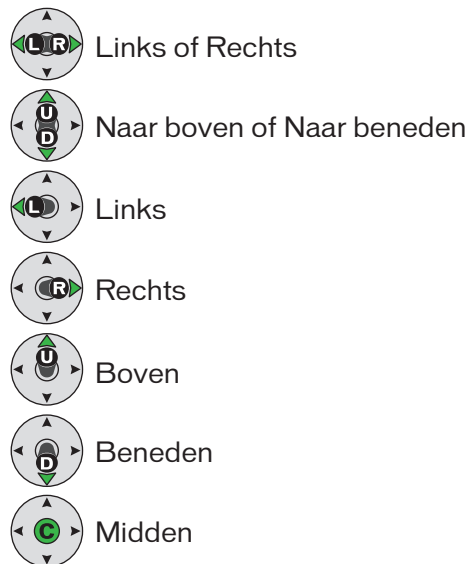 L R Links of Rechts
U
D Naar boven of Naar beneden
L Links
R Rechts
U Boven
D Beneden
C Midden